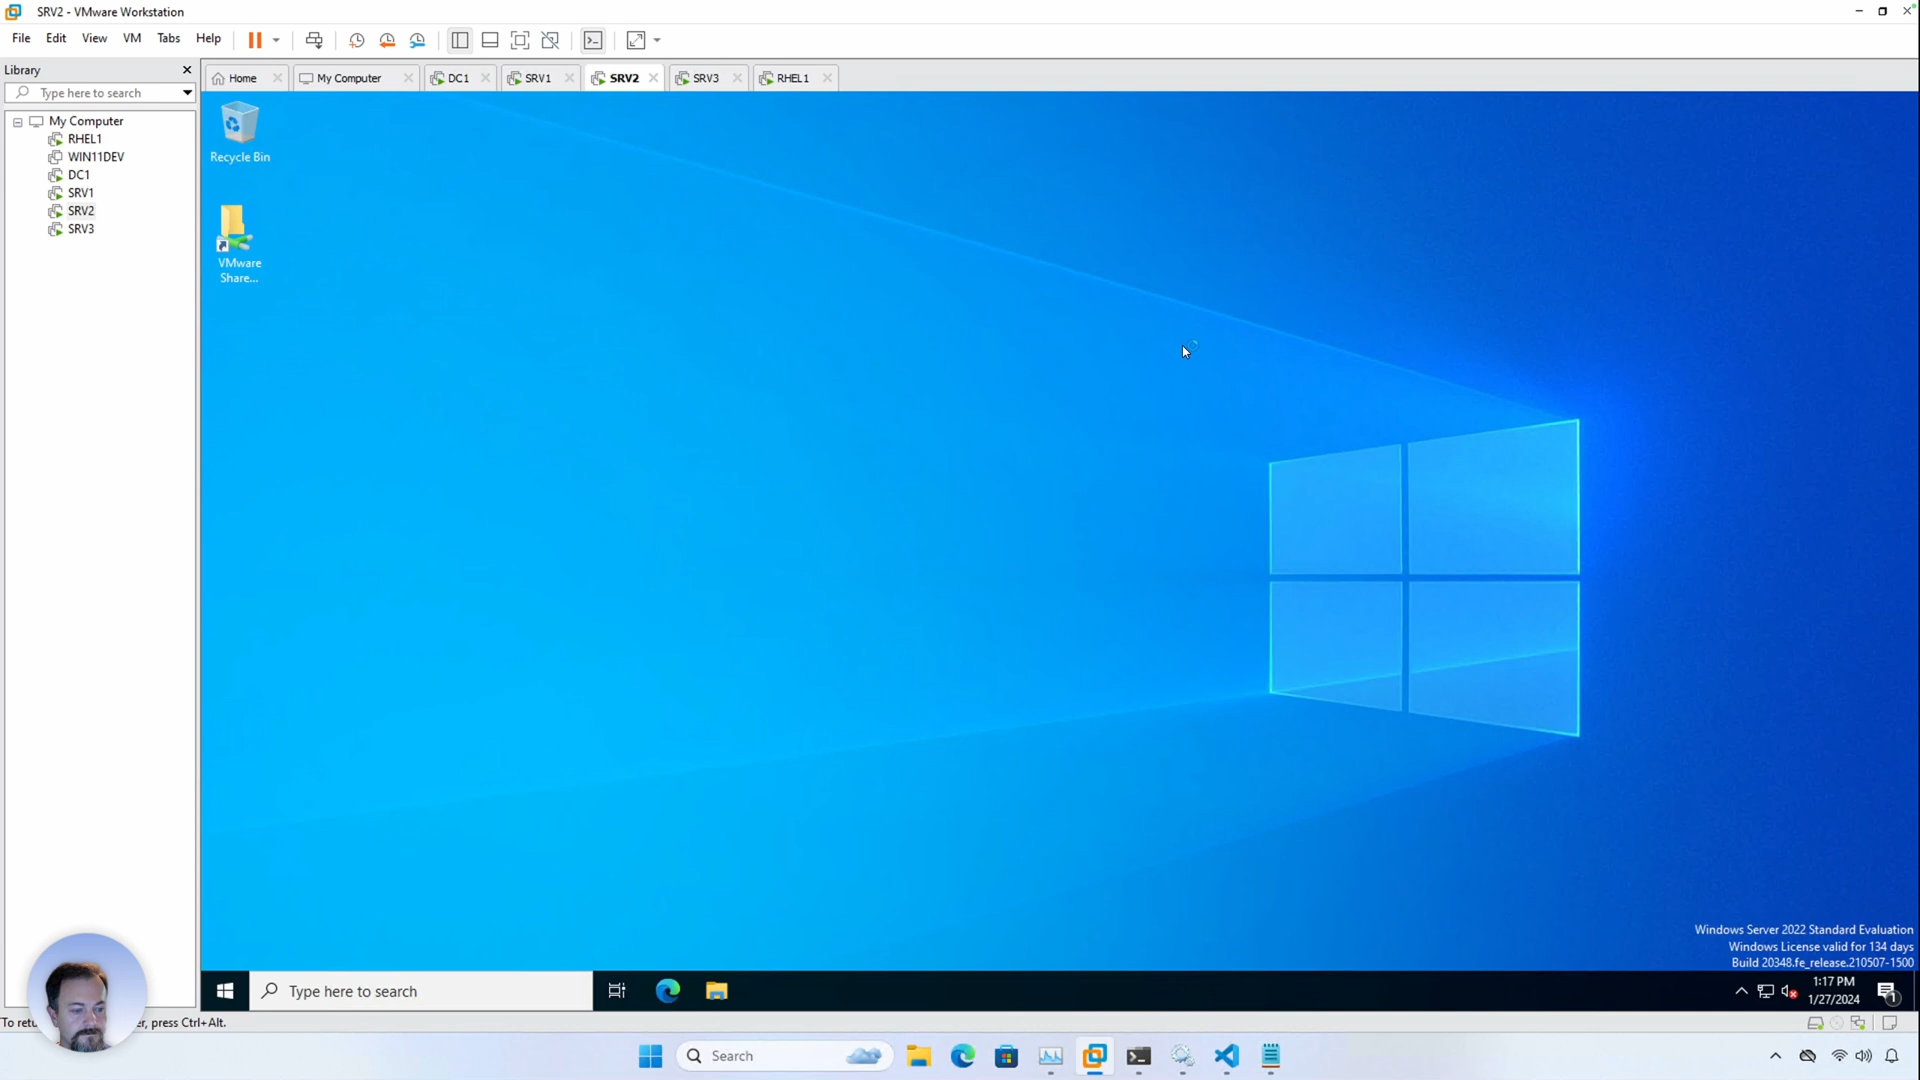 SRV2 - VMware Workstation
File Edit View VM Tabs Help
Library
Type here to search
Home
My Computer
DC1
SRV1
SRV2
SRV3
RHEL1
My Computer
RHEL1
WIN11DEV
DC1
SRV1
SRV2
SRV3
Recycle Bin
VMware
Share...
Windows Server 2022 Standard Evaluation
Windows License valid for 134 days
Build 20348.fe_release.210507-1500
Type here to search
1:17 PM
1/27/2024
1
To retu r, press Ctrl+Alt.
Search